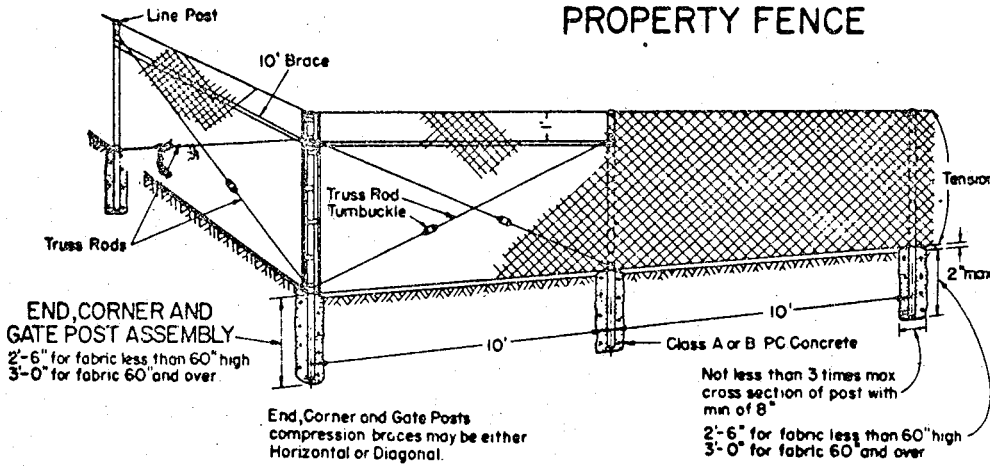 PROPERTY FENCE
Line Post
10' Brace
1'
Truss Rod
Turnbuckle
Tension
Truss Rods
2" max
END, CORNER AND
GATE POST ASSEMBLY
2'-6" for fabric less than 60" high
3'-0" for fabric 60" and over
10'
10'
Class A or B PC Concrete
End, Corner and Gate Posts
compression braces may be either
Horizontal or Diagonal.
Not less than 3 times max
cross section of post with
min of 8"
2'-6" for fabric less than 60" high
3'-0" for fabric 60" and over